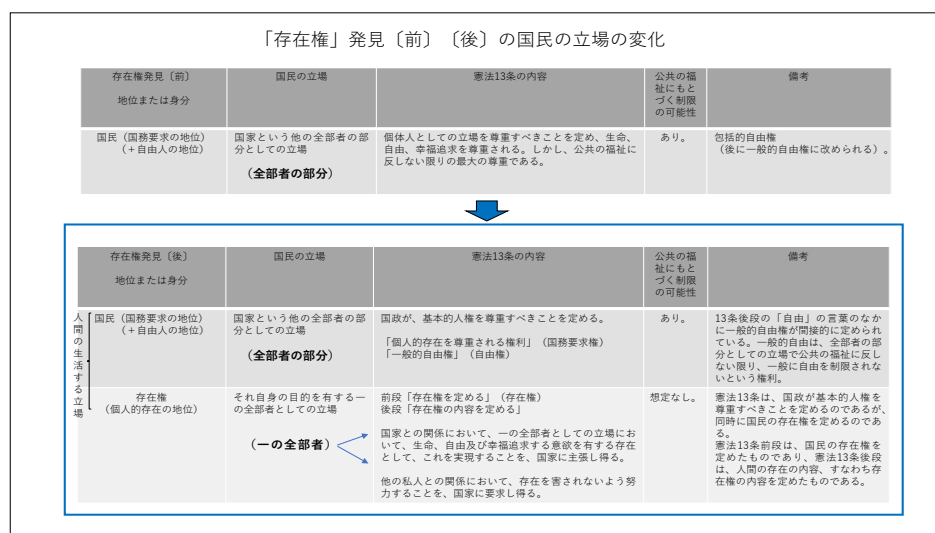 「存在権」発見〔前〕〔後〕の国民の立場の変化
存在権発見〔前〕
地位または身分
国民の立場
憲法13条の内容
公共の福
祉にもと
づく制限
の可能性
備考
国民（国務要求の地位）
（＋自由人の地位）
国家という他の全部者の部
分としての立場
（全部者の部分）
個体人としての立場を尊重すべきことを定め、生命、
自由、幸福追求を尊重される。しかし、公共の福祉に
反しない限りの最大の尊重である。
あり。
包括的自由権
（後に一般的自由権に改められる）。
存在権発見〔後〕
地位または身分
国民の立場
憲法13条の内容
公共の福
祉にもと
づく制限
の可能性
備考
人間の生活する立場
国民（国務要求の地位）
（＋自由人の地位）
国家という他の全部者の部
分としての立場
（全部者の部分）
国政が、基本的人権を尊重すべきことを定める。
「個人的存在を尊重される権利」（国務要求権）
「一般的自由権」（自由権）
あり。
13条後段の「自由」の言葉のなか
に一般的自由権が間接的に定められ
ている。一般的自由は、全部者の部
分としての立場で公共の福祉に反し
ない限り、一般に自由を制限されな
いという権利。
存在権
（個人的存在の地位）
それ自身の目的を有する一
の全部者としての立場
（一の全部者）
前段「存在権を定める」（存在権）
後段「存在権の内容を定める」
国家との関係において、一の全部者としての立場にお
いて、生命、自由及び幸福追求する意欲を有する存在
として、これを実現することを、国家に主張し得る。
他の私人との関係において、存在を害されないよう努
力することを、国家に要求し得る。
想定なし。
憲法13条は、国政が基本的人権を
尊重すべきことを定めるのであるが、
同時に国民の存在権を定めるのであ
る。
憲法13条前段は、国民の存在権を
定めたものであり、憲法13条後段
は、人間の存在の内容、すなわち存
在権の内容を定めたものである。